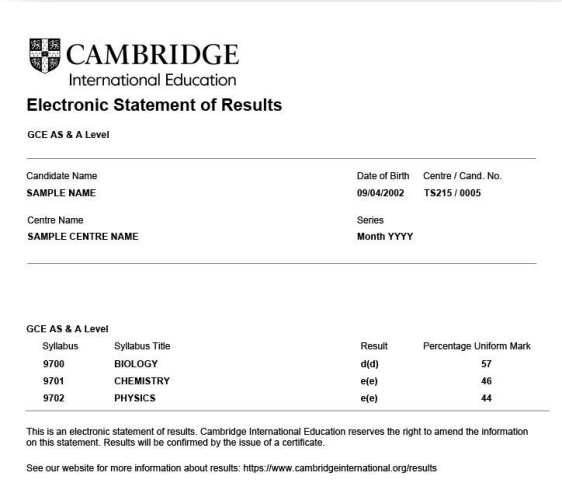 CAMBRIDGE
International Education
Electronic Statement of Results
GCE AS & A Level
Candidate Name Date of Birth Centre / Cand. No.
SAMPLE NAME 09/04/2002 TS215 / 0005
Centre Name Series
SAMPLE CENTRE NAME Month YYYY
GCE AS & A Level
Syllabus Syllabus Title Result Percentage Uniform Mark
9700 BIOLOGY d(d) 57
9701 CHEMISTRY e(e) 46
9702 PHYSICS e(e) 44
This is an electronic statement of results. Cambridge International Education reserves the right to amend the information
on this statement. Results will be confirmed by the issue of a certificate.
See our website for more information about results: https://www.cambridgeinternational.org/results